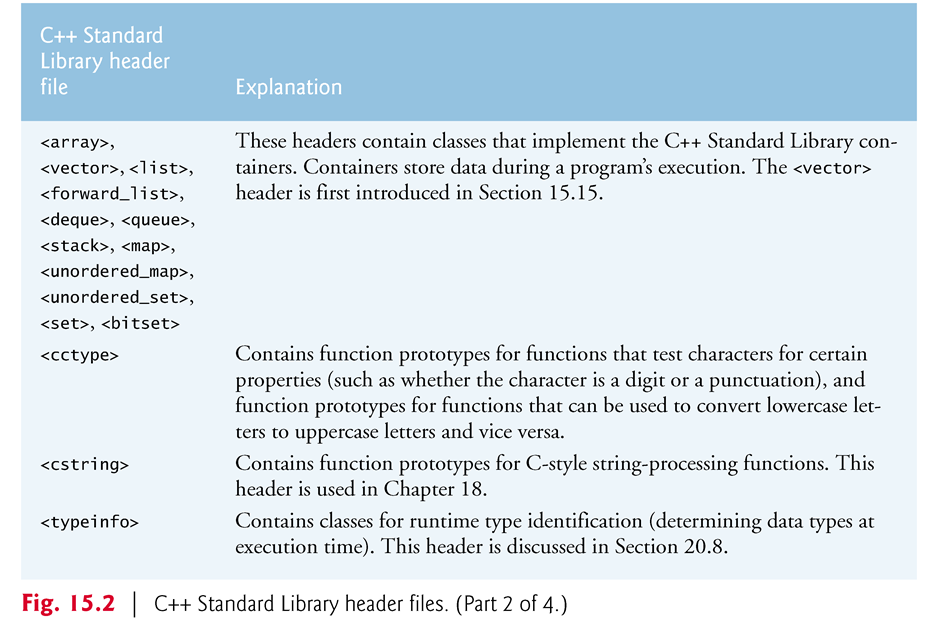 C++ Standard
Library header
file
Explanation
<array>,
<vector>, <list>,
<forward_list>,
<deque>, <queue>,
<stack>, <map>,
<unordered_map>,
<unordered_set>,
<set>, <bitset>
These headers contain classes that implement the C++ Standard Library con-
tainers. Containers store data during a program’s execution. The <vector>
header is first introduced in Section 15.15.
<cctype>
Contains function prototypes for functions that test characters for certain
properties (such as whether the character is a digit or a punctuation), and
function prototypes for functions that can be used to convert lowercase let-
ters to uppercase letters and vice versa.
<cstring>
Contains function prototypes for C-style string-processing functions. This
header is used in Chapter 18.
<typeinfo>
Contains classes for runtime type identification (determining data types at
execution time). This header is discussed in Section 20.8.
Fig. 15.2 | C++ Standard Library header files. (Part 2 of 4.)